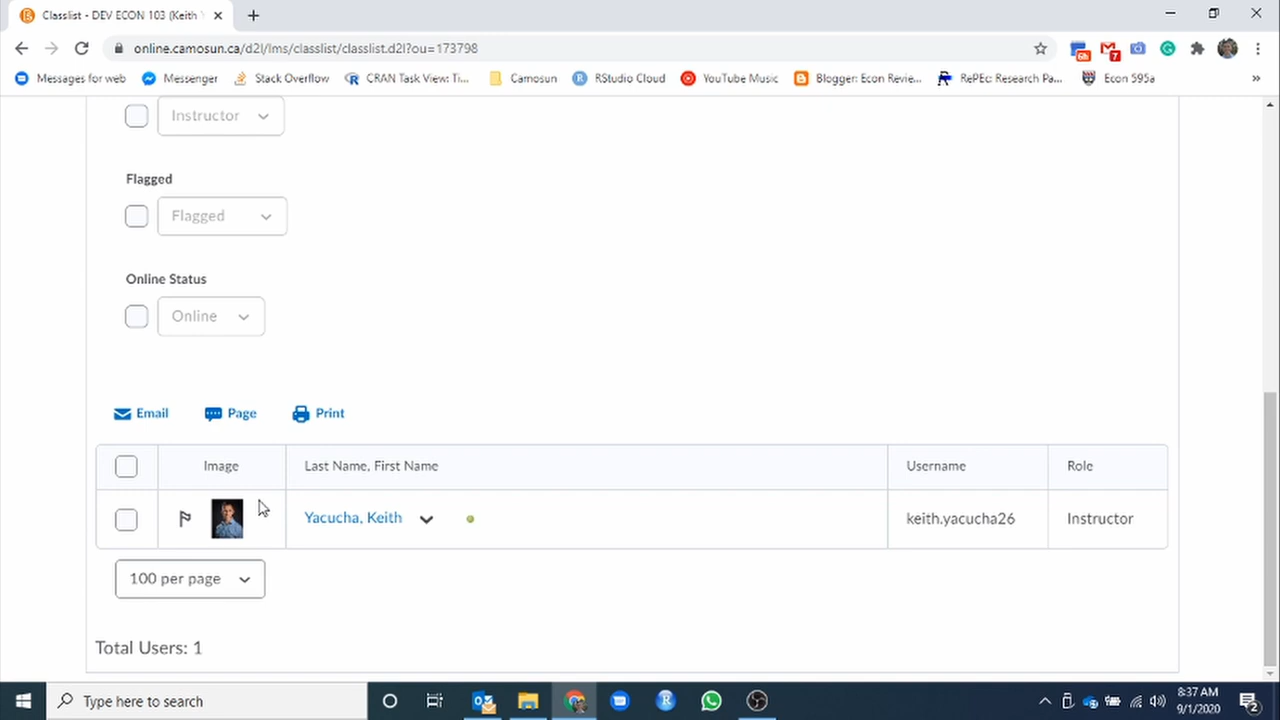 Classlist - DEV ECON 103 (Keith Y
online.camosun.ca/d2l/lms/classlist/classlist.d2l?ou=173798
6h
7
Messages for web
Messenger
Stack Overflow
CRAN Task View: Ti...
Camosun
RStudio Cloud
YouTube Music
Blogger: Econ Revie...
RePEc: Research Pa...
Econ 595a
»
Instructor
Flagged
Flagged
Online Status
Online
Email Page Print
Image Last Name, First Name Username Role
Yacucha, Keith keith.yacucha26 Instructor
100 per page
Total Users: 1
Type here to search
R
8:37 AM
9/1/2020
2